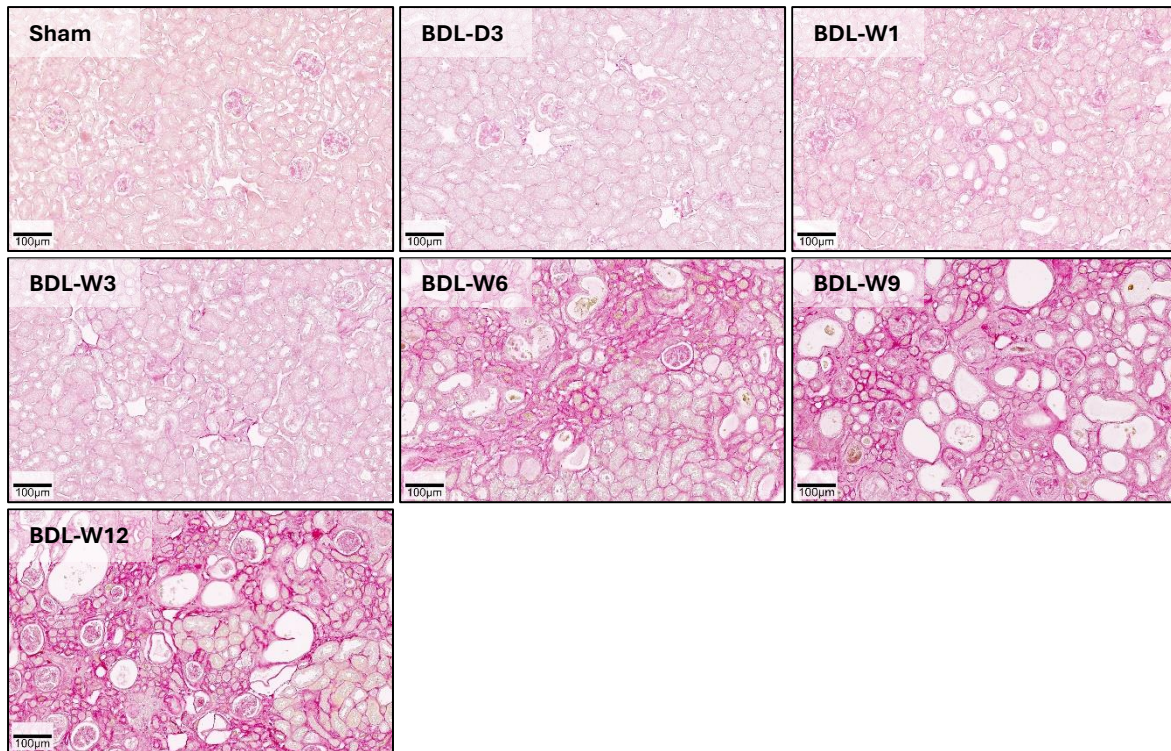 Sham
100μm
BDL-D3
100μm
BDL-W1
100μm
BDL-W3
100μm
BDL-W6
100μm
BDL-W9
100μm
BDL-W12
100μm